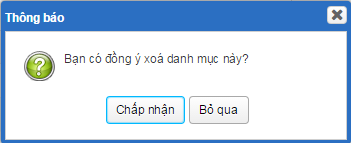 Thông báo
Bạn có đồng ý xoá danh mục này?
Chấp nhận
Bỏ qua